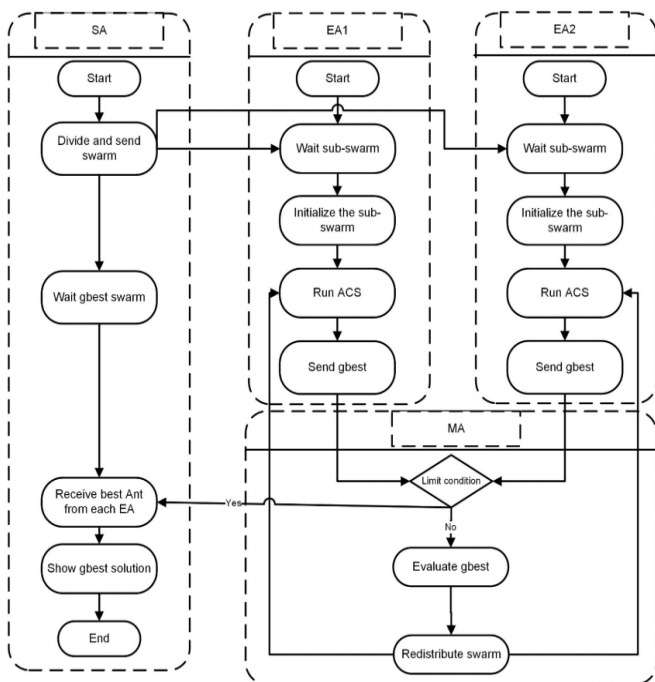 SA
EA1
EA2
Start
Start
Start
Divide and send
swarm
Wait sub-swarm
Wait sub-swarm
Initialize the sub-
swarm
Initialize the sub-
swarm
Wait gbest swarm
Run ACS
Run ACS
Send gbest
Send gbest
MA
Limit condition
Receive best Ant
from each EA
Yes
No
Show gbest solution
Evaluate gbest
End
Redistribute swarm